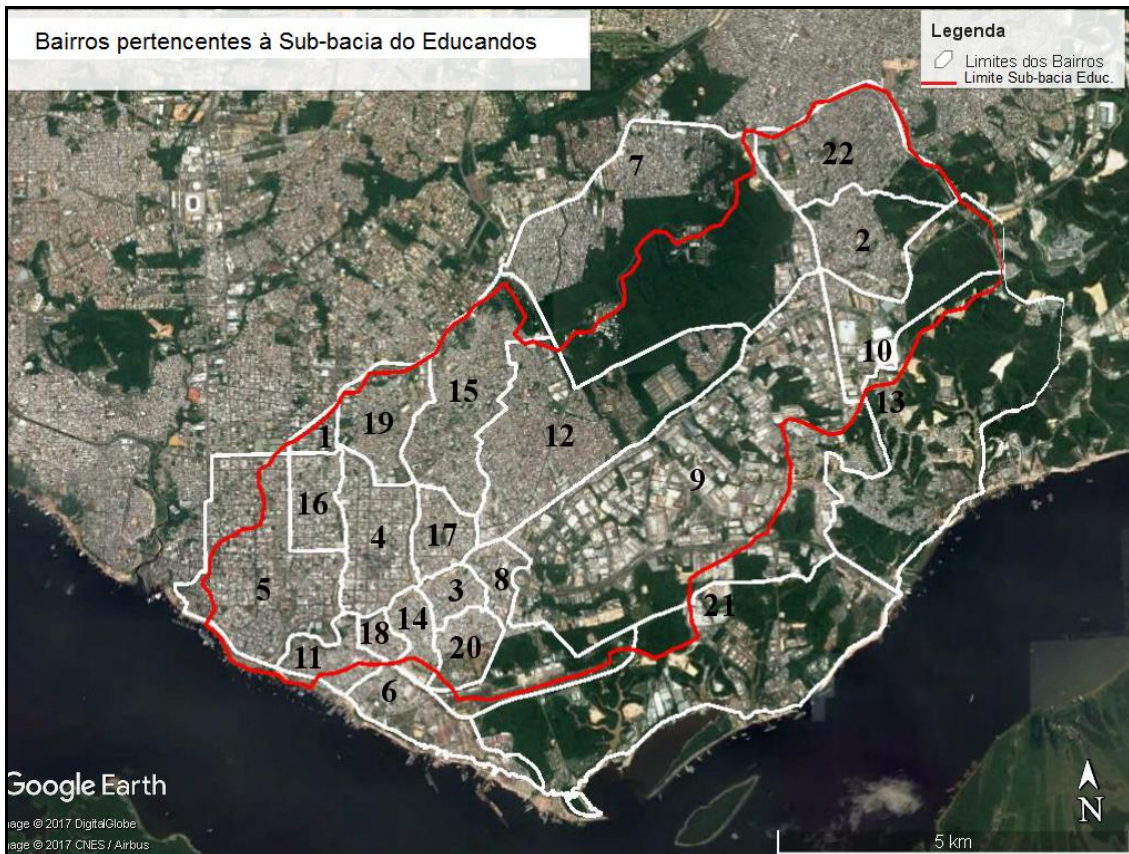 Bairros pertencentes à Sub-bacia do Educandos
Legenda
Limites dos Bairros
Limite Sub-bacia Educ.
7
22
2
10
13
15
19
12
1
9
16
4
17
5
3
8
21
14
18
20
11
6
Google Earth
age © 2017 DigitalGlobe
age © 2017 CNES / Airbus
N
5 km